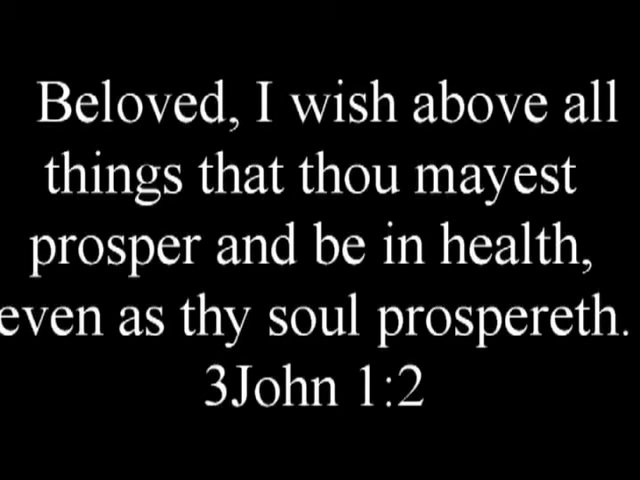 Beloved, I wish above all
things that thou mayest
prosper and be in health,
even as thy soul prospereth.
3John 1:2